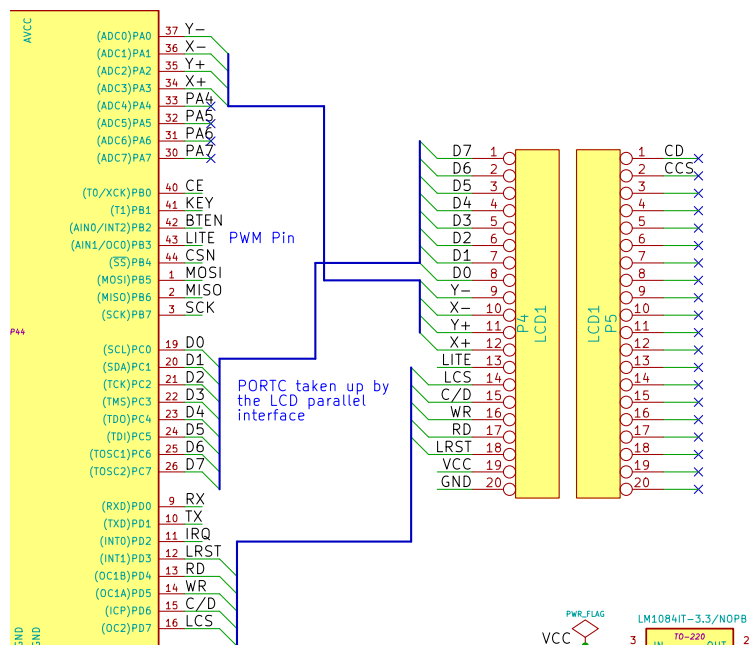 AVCC
(ADC0)PA0 37 Y-
(ADC1)PA1 36 X-
(ADC2)PA2 35 Y+
(ADC3)PA3 34 X+
(ADC4)PA4 33 PA4
(ADC5)PA5 32 PA5
(ADC6)PA6 31 PA6
(ADC7)PA7 30 PA7
(T0/XCK)PB0 40 CE
(T1)PB1 41 KEY
(AIN0/INT2)PB2 42 BTEN
(AIN1/OC0)PB3 43 LITE
PWM Pin
(SS)PB4 44 CSN
(MOSI)PB5 1 MOSI
(MISO)PB6 2 MISO
(SCK)PB7 3 SCK
P44
(SCL)PC0 19 D0
(SDA)PC1 20 D1
(TCK)PC2 21 D2
(TMS)PC3 22 D3
(TDO)PC4 23 D4
(TDI)PC5 24 D5
(TOSC1)PC6 25 D6
(TOSC2)PC7 26 D7
PORTC taken up by
the LCD parallel
interface
(RXD)PD0 9 RX
(TXD)PD1 10 TX
(INT0)PD2 11 IRQ
(INT1)PD3 12 LRST
(OC1B)PD4 13 RD
(OC1A)PD5 14 WR
(ICP)PD6 15 C/D
(OC2)PD7 16 LCS
GND
GND
D7 1
D6 2
D5 3
D4 4
D3 5
D2 6
D1 7
D0 8
Y- 9
X- 10
Y+ 11
X+ 12
LITE 13
LCS 14
C/D 15
WR 16
RD 17
LRST 18
VCC 19
GND 20
P4
LCD1
LCD1
P5
1 CD
2 CCS
3
4
5
6
7
8
9
10
11
12
13
14
15
16
17
18
19
20
PWR_FLAG
VCC
LM1084IT-3.3/NOPB
TO-220
3 IN OUT 2